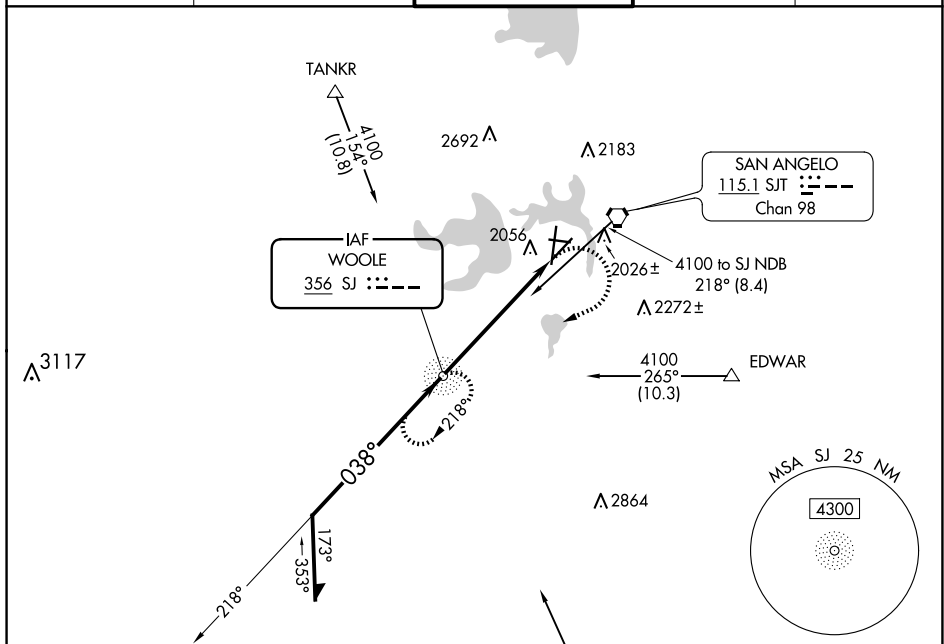 TANKR
4100
154°
(10.8)
2692
2183
SAN ANGELO
115.1 SJT
Chan 98
IAF
WOOLE
356 SJ
2056
2026±
4100 to SJ NDB
218° (8.4)
2272±
3117
4100
265°
(10.3)
EDWAR
218°
038°
2864
MSA SJ 25 NM
4300
173°
353°
218°